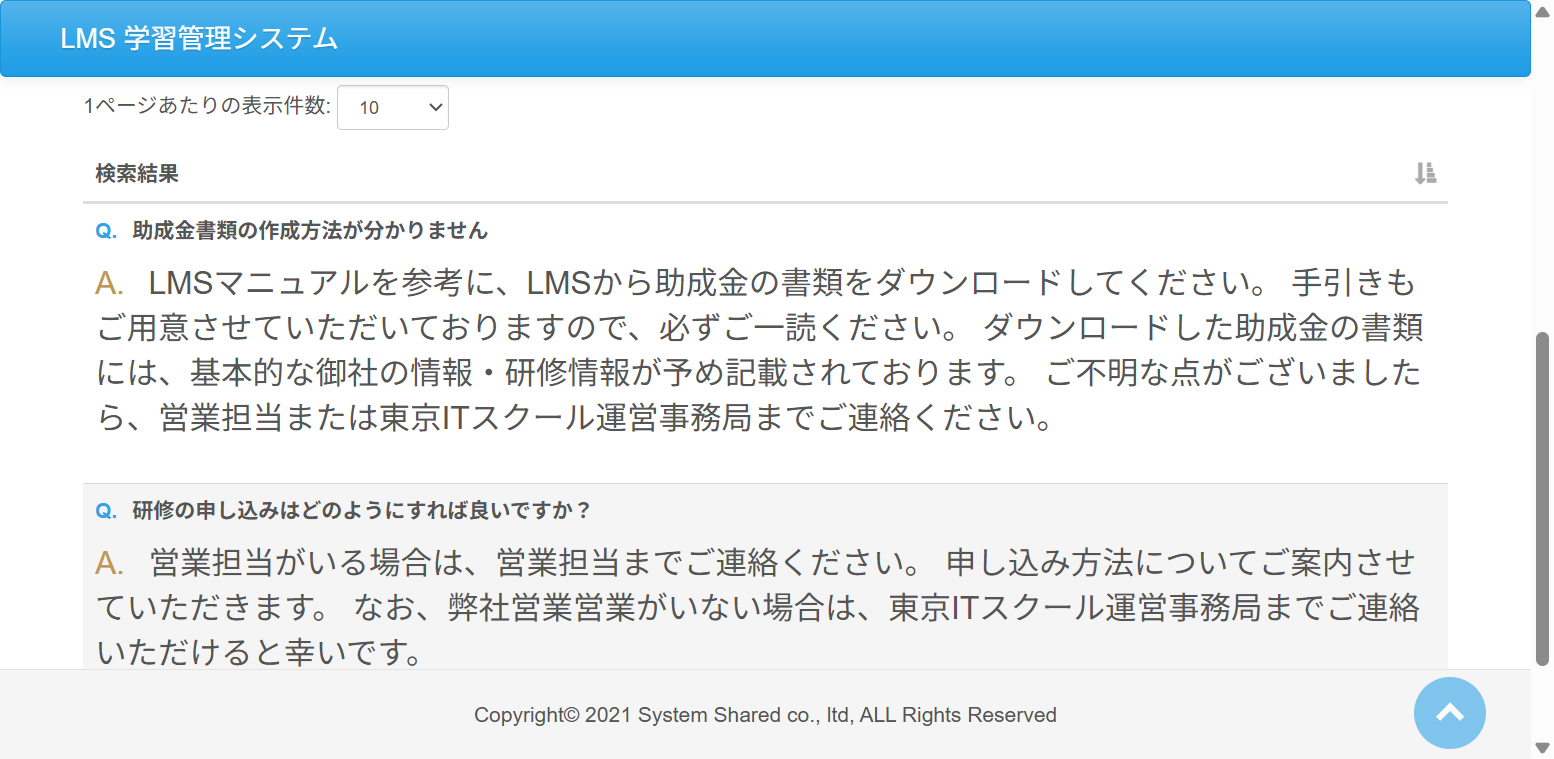 LMS 学習管理システム
1ページあたりの表示件数: 10
検索結果
Q. 助成金書類の作成方法が分かりません
A. LMSマニュアルを参考に、LMSから助成金の書類をダウンロードしてください。 手引きも
ご用意させていただいておりますので、必ずご一読ください。 ダウンロードした助成金の書類
には、基本的な御社の情報・研修情報が予め記載されております。 ご不明な点がございました
ら、営業担当または東京ITスクール運営事務局までご連絡ください。
Q. 研修の申し込みはどのようにすれば良いですか？
A. 営業担当がいる場合は、営業担当までご連絡ください。 申し込み方法についてご案内させ
ていただきます。 なお、弊社営業営業がいない場合は、東京ITスクール運営事務局までご連絡
いただけると幸いです。
Copyright© 2021 System Shared co., ltd, ALL Rights Reserved